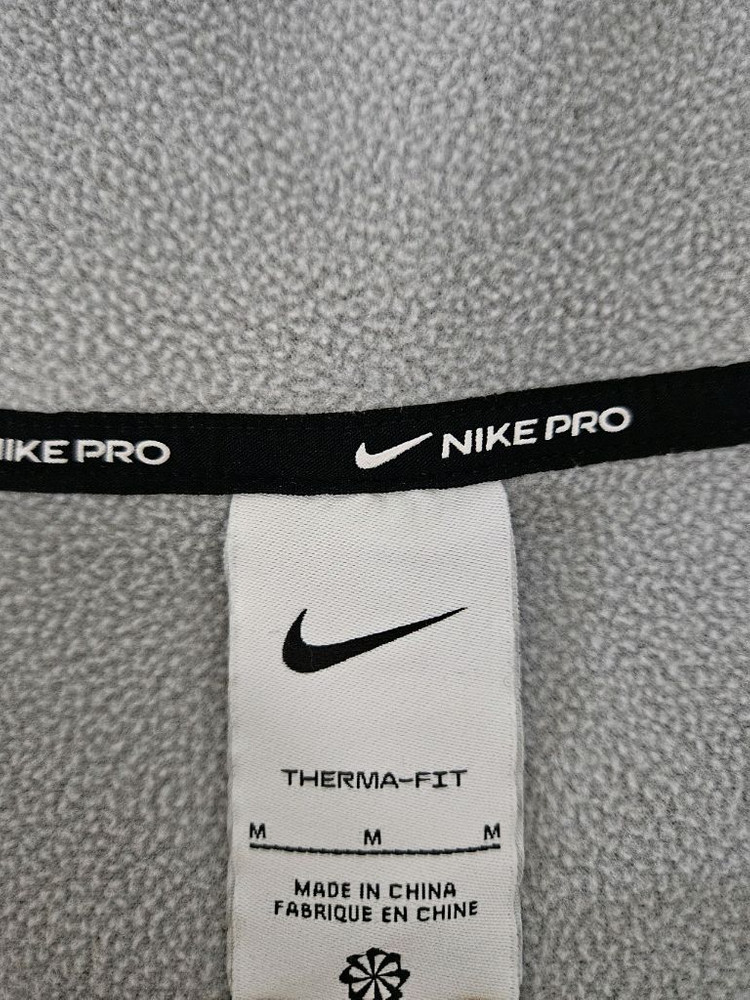 IKE PRO
NIKE PRO
THERMA-FIT
M M M
MADE IN CHINA
FABRIQUE EN CHINE